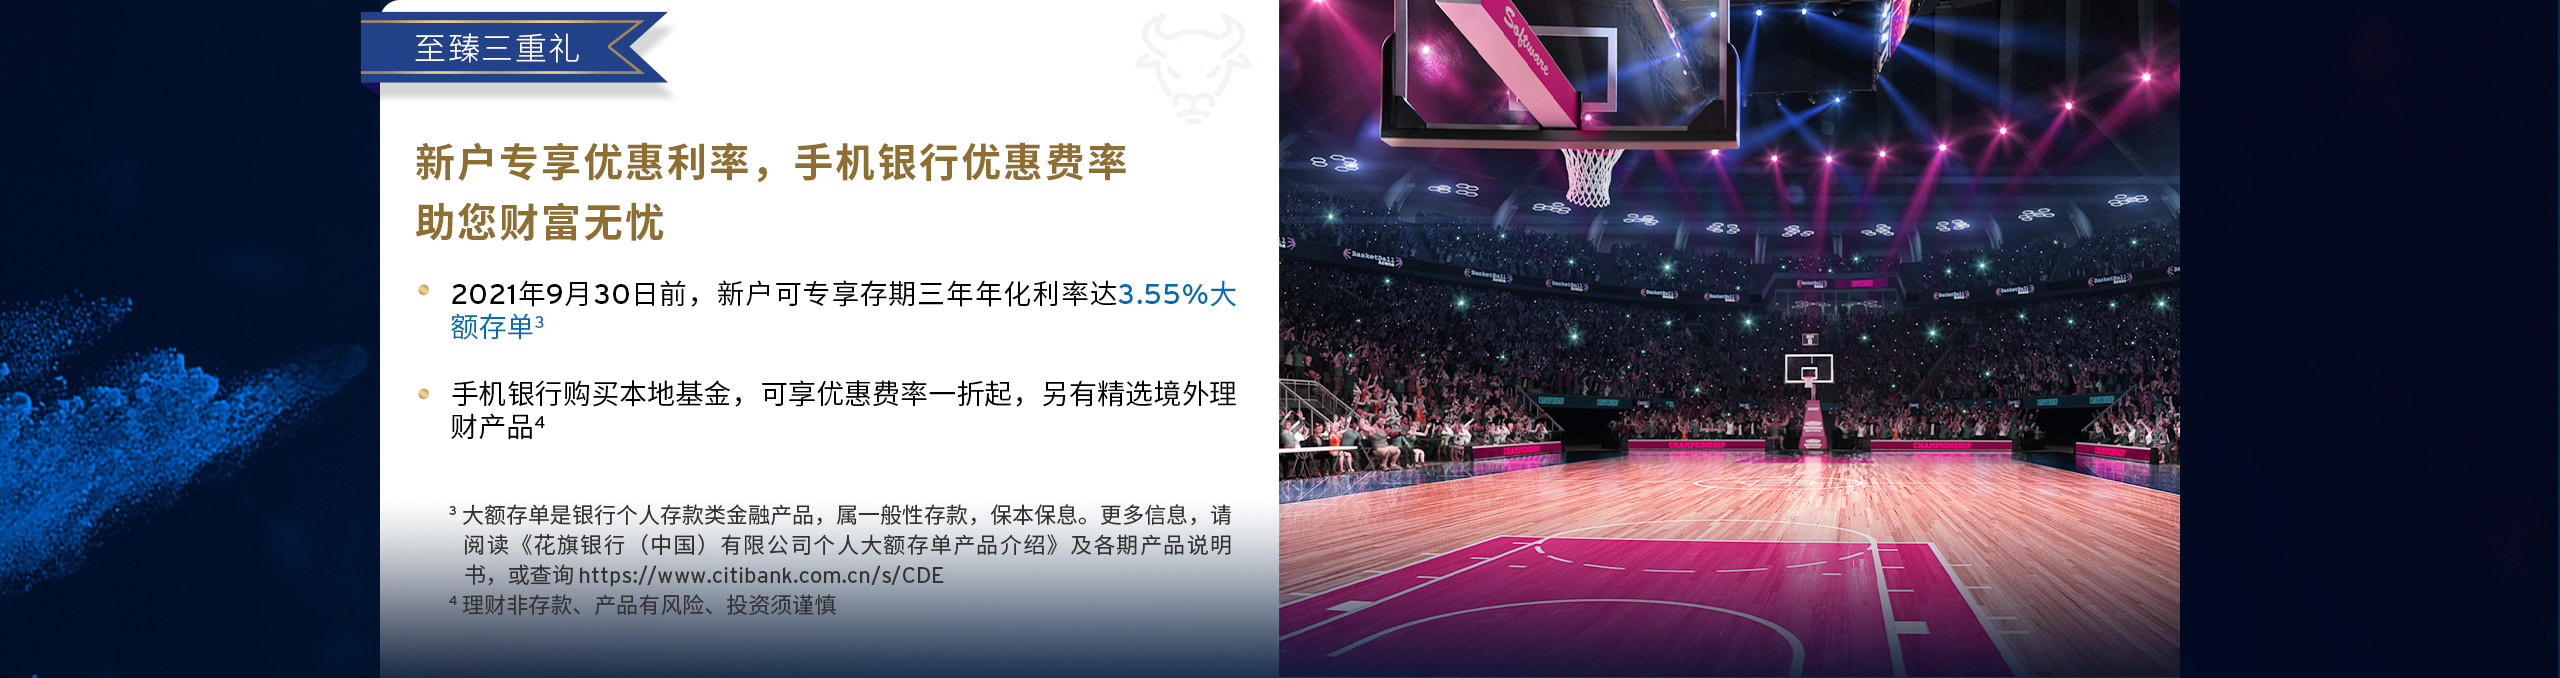 至臻三重礼
新户专享优惠利率，手机银行优惠费率
助您财富无忧
2021年9月30日前，新户可专享存期三年年化利率达3.55%大
额存单³
手机银行购买本地基金，可享优惠费率一折起，另有精选境外理
财产品⁴
³ 大额存单是银行个人存款类金融产品，属一般性存款，保本保息。更多信息，请
阅读《花旗银行（中国）有限公司个人大额存单产品介绍》及各期产品说明
书，或查询 https://www.citibank.com.cn/s/CDE
⁴ 理财非存款、产品有风险、投资须谨慎
Software
BasketBall
Arena
BasketBall
Arena
CHAMPIONSHIP
CHAMPIONSHIP
CHAMPIONSHIP
CHAMPIONSHIP